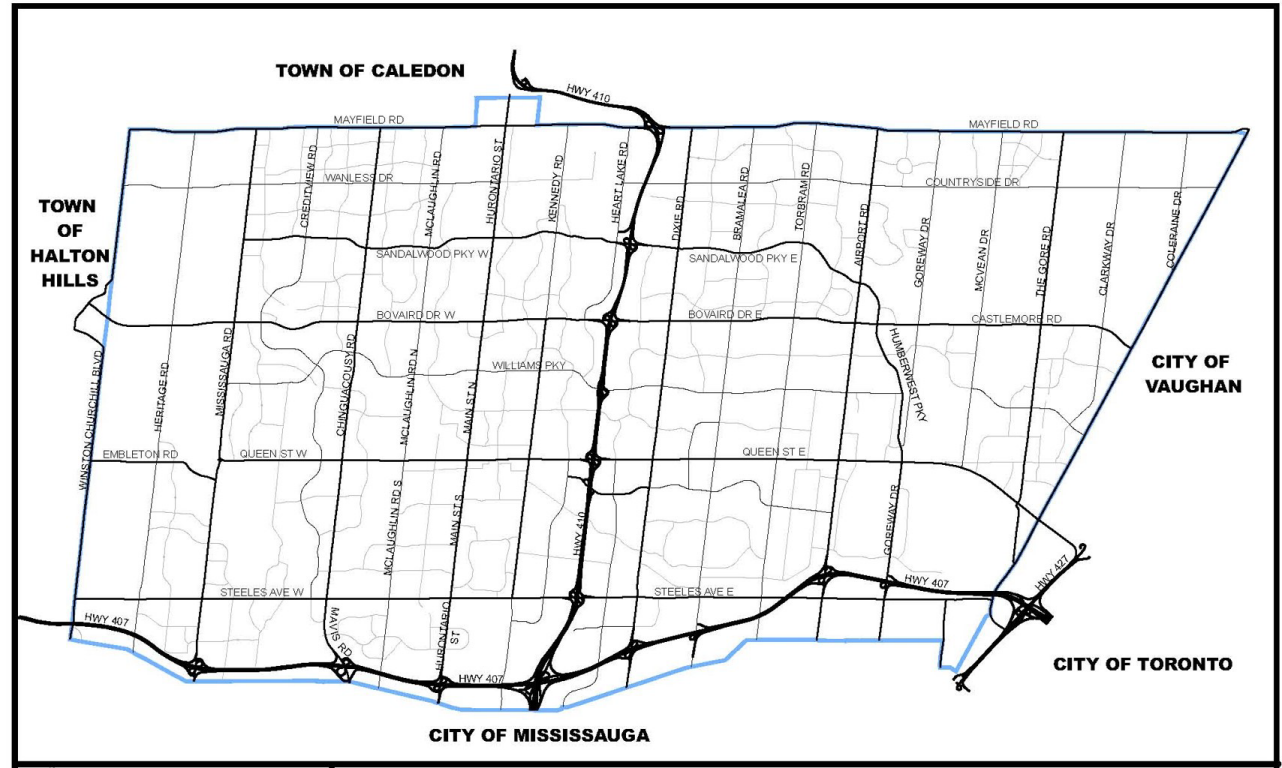 TOWN OF CALEDON
HWY 410
MAYFIELD RD
MAYFIELD RD
WANLESS DR
COUNTRYSIDE DR
CREDITVIEW RD
MCLAUGHLIN RD
HURONTARIO ST
KENNEDY RD
HEART LAKE RD
DIXIE RD
BRAMALEA RD
TORBRAM RD
AIRPORT RD
GOREWAY DR
MCVEAN DR
THE GORE RD
CLARKWAY DR
COLERAINE DR
TOWN
OF
HALTON
HILLS
SANDALWOOD PKY W
SANDALWOOD PKY E
BOVAIRD DR W
BOVAIRD DR E
CASTLEMORE RD
WINSTON CHURCHILL BLVD
HERITAGE RD
MISSISSAUGA RD
CHINGUACOUSY RD
MCLAUGHLIN RD N
MAIN ST N
WILLIAMS PKY
HUMBERWEST PKY
CITY OF
VAUGHAN
EMBLETON RD
QUEEN ST W
QUEEN ST E
MCLAUGHLIN RD S
MAIN ST S
HWY 410
GOREWAY DR
STEELES AVE W
STEELES AVE E
HWY 407
HWY 427
HWY 407
MAVIS RD
HURONTARIO
ST
HWY 407
CITY OF TORONTO
CITY OF MISSISSAUGA